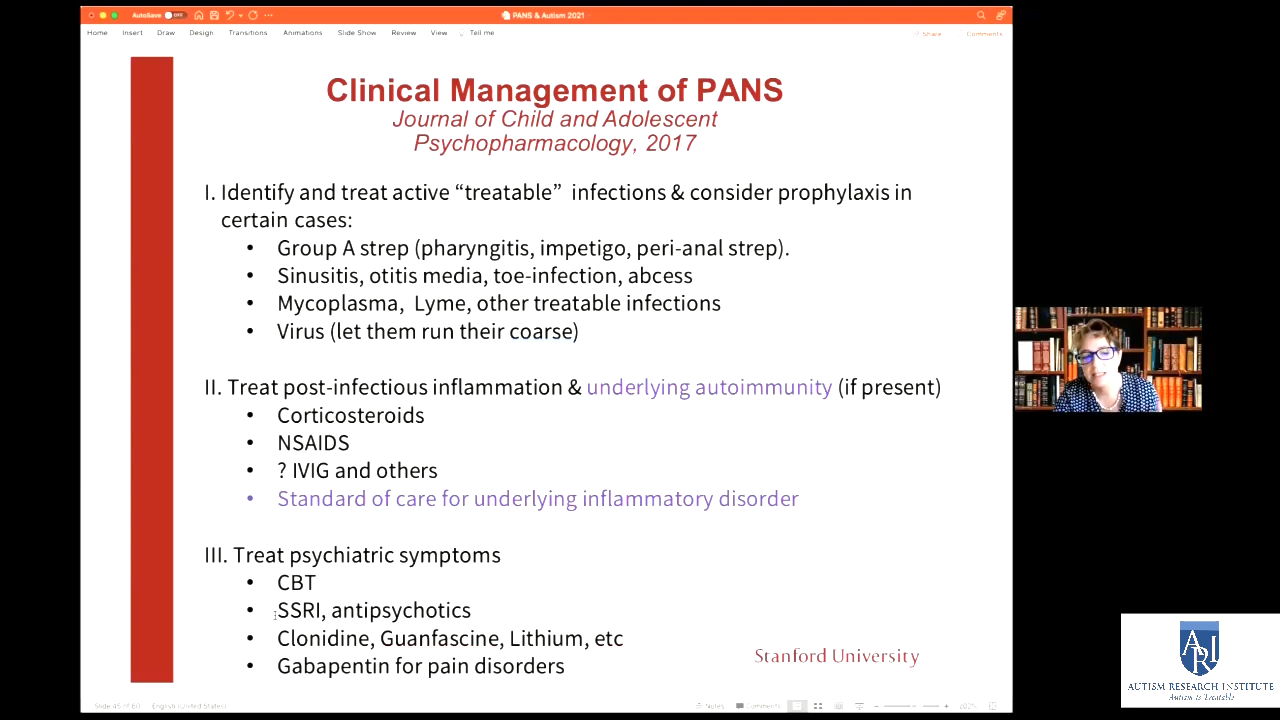 AutoSave OFF
PANS & Autism 2021
Home Insert Draw Design Transitions Animations Slide Show Review View Tell me
Share Comments
Clinical Management of PANS
Journal of Child and Adolescent
Psychopharmacology, 2017
I. Identify and treat active “treatable” infections & consider prophylaxis in
certain cases:
• Group A strep (pharyngitis, impetigo, peri-anal strep).
• Sinusitis, otitis media, toe-infection, abcess
• Mycoplasma, Lyme, other treatable infections
• Virus (let them run their coarse)
II. Treat post-infectious inflammation & underlying autoimmunity (if present)
• Corticosteroids
• NSAIDS
• ? IVIG and others
• Standard of care for underlying inflammatory disorder
III. Treat psychiatric symptoms
• CBT
• SSRI, antipsychotics
• Clonidine, Guanfascine, Lithium, etc
• Gabapentin for pain disorders
Stanford University
Slide 45 of 60 English (United States)
Notes Comments
ARI
AUTISM RESEARCH INSTITUTE
Autism is Treatable